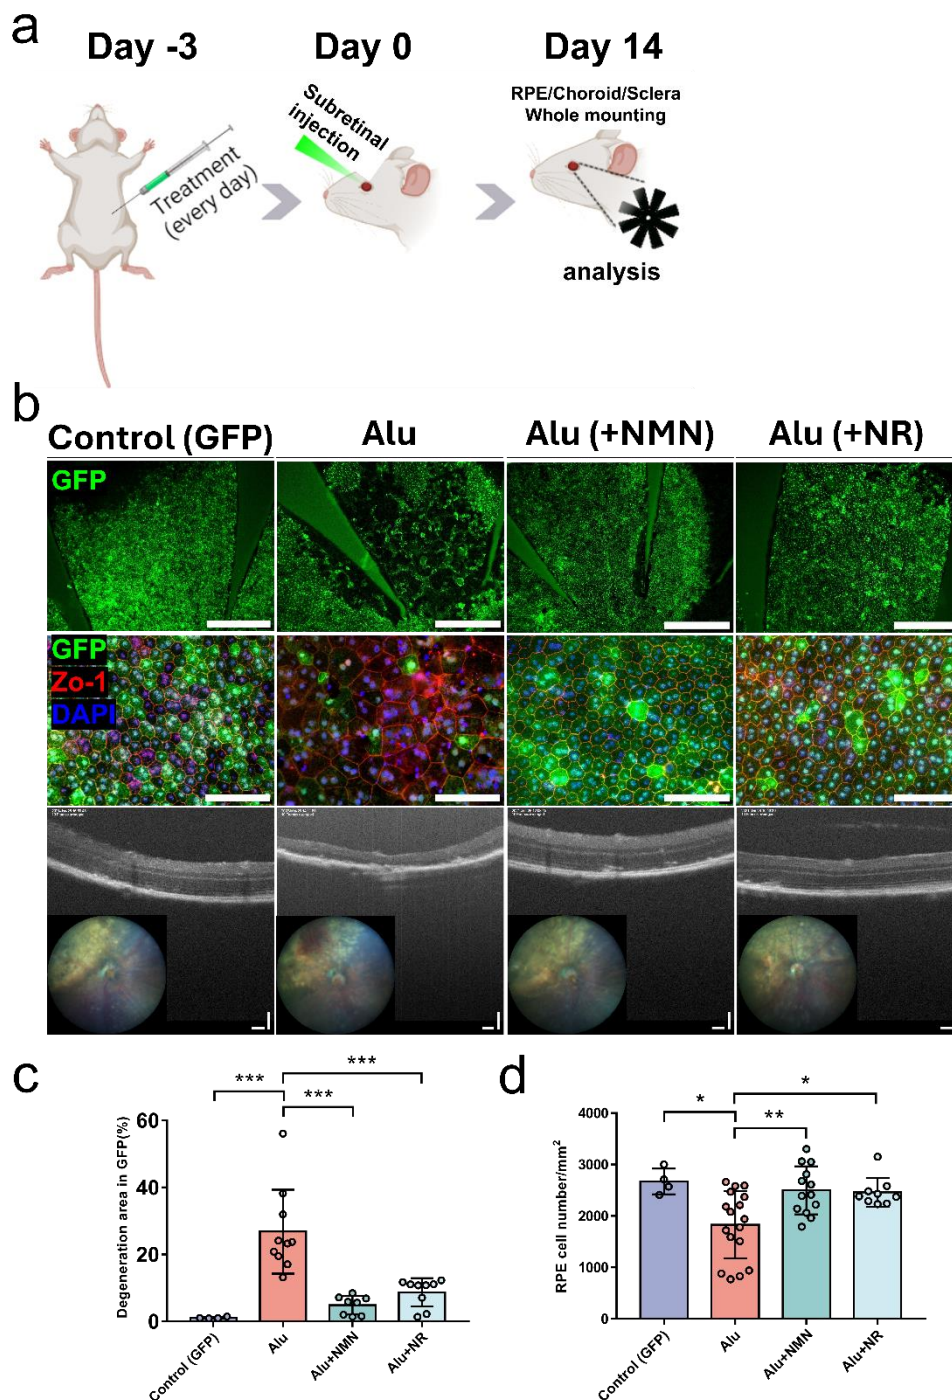 a
Day -3
Day 0
Day 14
Treatment
(every day)
Subretinal
injection
RPE/Choroid/Sclera
Whole mounting
analysis
b
Control (GFP)
Alu
Alu (+NMN)
Alu (+NR)
GFP
GFP
Zo-1
DAPI
c
***
***
***
Degeneration area in GFP(%)
60
40
20
0
Control (GFP)
Alu
Alu+NMN
Alu+NR
d
*
*
**
RPE cell number/mm²
4000
3000
2000
1000
0
Control (GFP)
Alu
Alu+NMN
Alu+NR